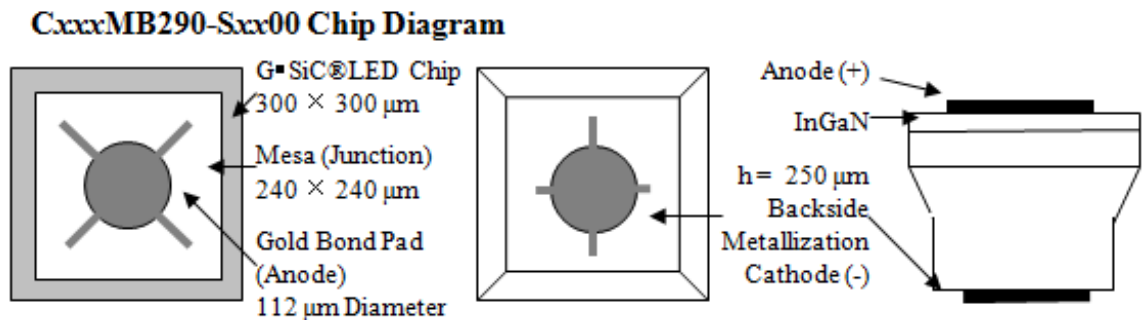 CxxxMB290-Sxx00 Chip Diagram
G▪SiC®LED Chip
300 × 300 μm
Mesa (Junction)
240 × 240 μm
Gold Bond Pad
(Anode)
112 μm Diameter
Anode (+)
InGaN
h = 250 μm
Backside
Metallization
Cathode (-)